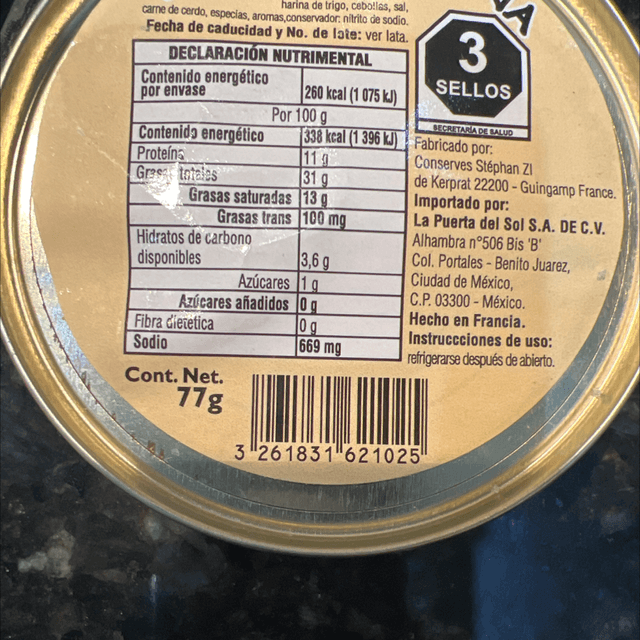 harina de trigo, cebollas, sal,
carne de cerdo, especias, aromas,conservador: nitrito de sodio.
Fecha de caducidad y No. de lote: ver lata.
DECLARACIÓN NUTRIMENTAL
Contenido energético
por envase 260 kcal (1 075 kJ)
Por 100 g
Contenido energético 338 kcal (1 396 kJ)
Proteína 11 g
Grasas totales 31 g
Grasas saturadas 13 g
Grasas trans 100 mg
Hidratos de carbono
disponibles 3,6 g
Azúcares 1 g
Azúcares añadidos 0 g
Fibra dietetica 0 g
Sodio 669 mg
Cont. Net.
77g
3 261831 621025
3
SELLOS
SECRETARÍA DE SALUD
Fabricado por:
Conserves Stéphan ZI
de Kerprat 22200 - Guingamp France.
Importado por:
La Puerta del Sol S.A. DE C.V.
Alhambra n°506 Bis 'B'
Col. Portales - Benito Juarez,
Ciudad de México,
C.P. 03300 - México.
Hecho en Francia.
Instruccciones de uso:
refrigerarse después de abierto.